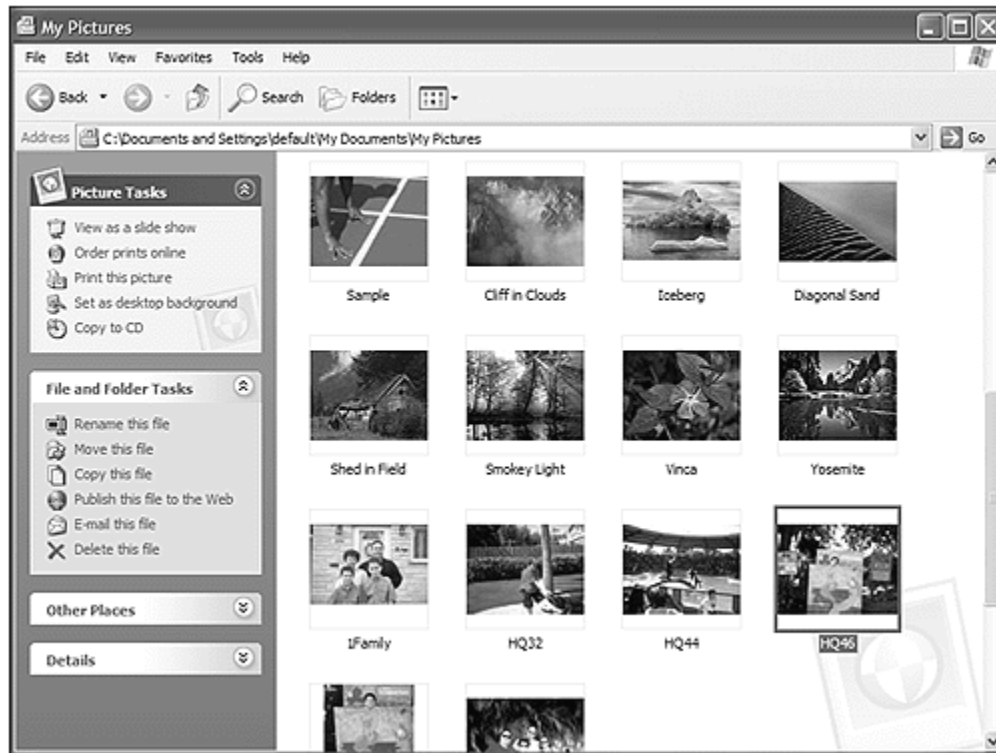 My Pictures
File Edit View Favorites Tools Help
Back Search Folders
Address C:\Documents and Settings\default\My Documents\My Pictures Go
Picture Tasks
View as a slide show
Order prints online
Print this picture
Set as desktop background
Copy to CD
File and Folder Tasks
Rename this file
Move this file
Copy this file
Publish this file to the Web
E-mail this file
Delete this file
Other Places
Details
Sample Cliff in Clouds Iceberg Diagonal Sand
Shed in Field Smokey Light Vinca Yosemite
1Family HQ32 HQ44 HQ46